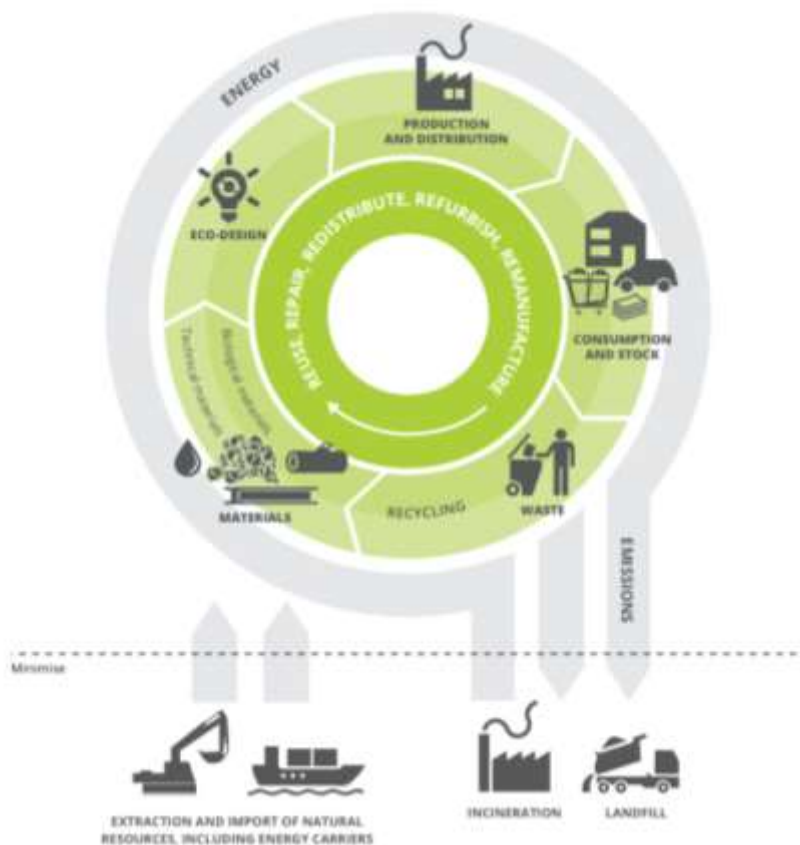 ENERGY
PRODUCTION
AND DISTRIBUTION
ECO-DESIGN
REUSE, REPAIR, REDISTRIBUTE, REFURBISH, REMANUFACTURE
CONSUMPTION
AND STOCK
Biological materials
Technical materials
MATERIALS
RECYCLING
WASTE
EMISSIONS
Minimise
EXTRACTION AND IMPORT OF NATURAL
RESOURCES, INCLUDING ENERGY CARRIERS
INCINERATION
LANDFILL